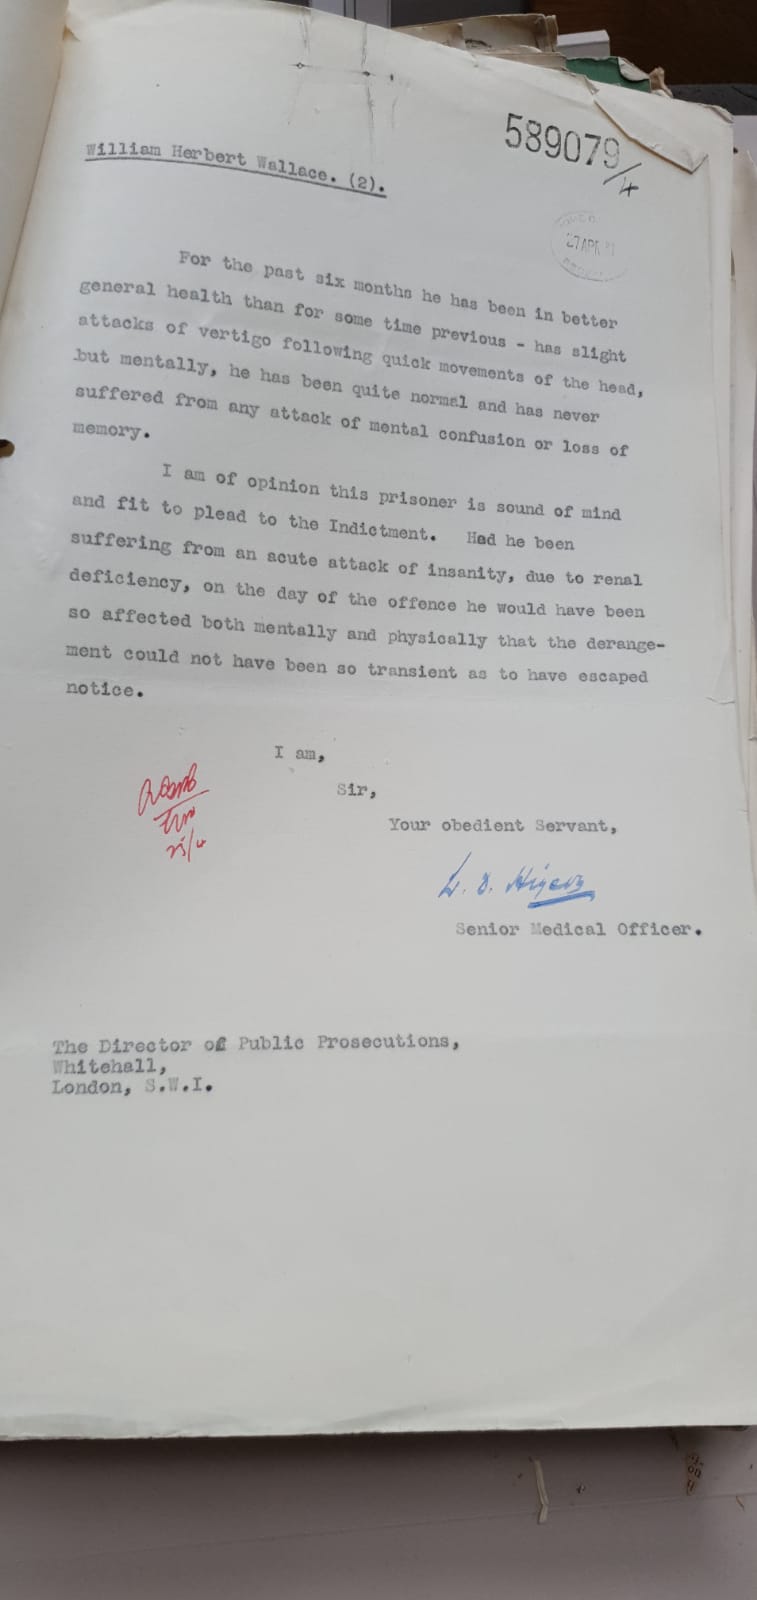 589079/4
William Herbert Wallace. (2).
27 APR 31
For the past six months he has been in better
general health than for some time previous - has slight
attacks of vertigo following quick movements of the head,
but mentally, he has been quite normal and has never
suffered from any attack of mental confusion or loss of
memory.
I am of opinion this prisoner is sound of mind
and fit to plead to the Indictment. Had he been
suffering from an acute attack of insanity, due to renal
deficiency, on the day of the offence he would have been
so affected both mentally and physically that the derange-
ment could not have been so transient as to have escaped
notice.
I am,
Sir,
Your obedient Servant,
Senior Medical Officer.
25/4
The Director of Public Prosecutions,
Whitehall,
London, S.W.I.